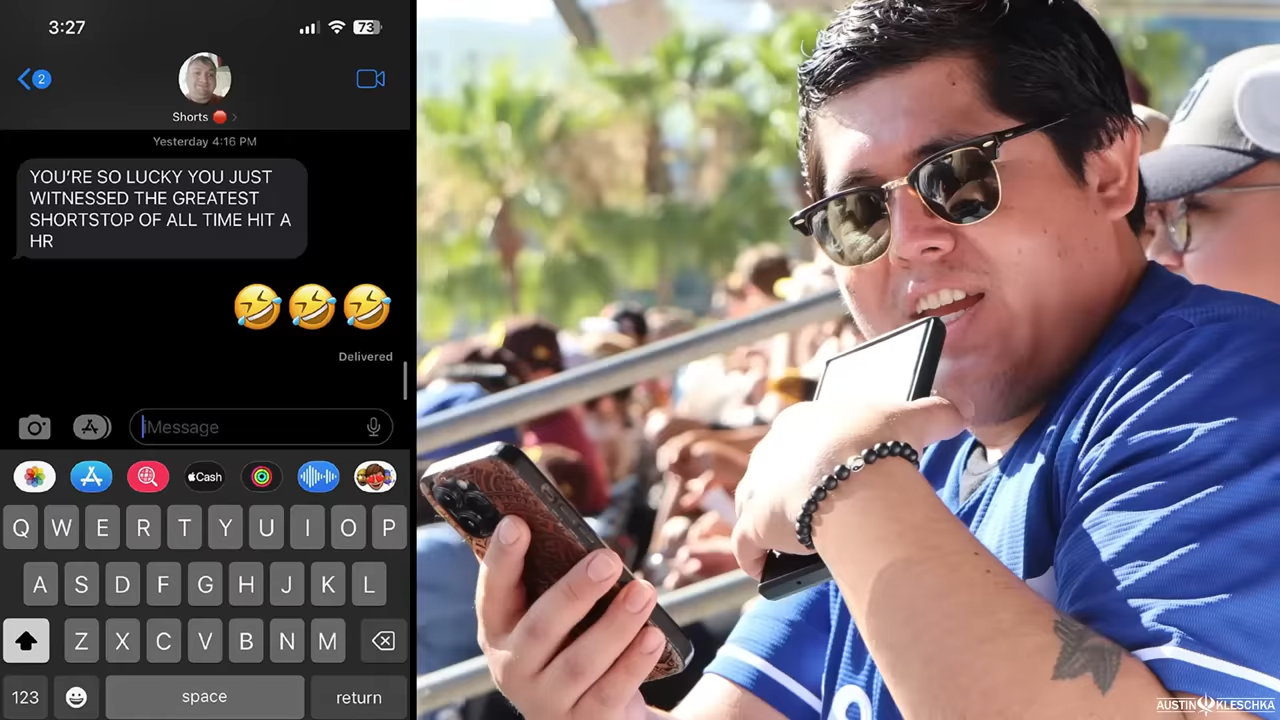 3:27
73
2
Shorts
Yesterday 4:16 PM
YOU'RE SO LUCKY YOU JUST
WITNESSED THE GREATEST
SHORTSTOP OF ALL TIME HIT A
HR
Delivered
iMessage
Cash
Q W E R T Y U I O P
A S D F G H J K L
Z X C V B N M
123
space
return
AUSTIN KLESCHKA